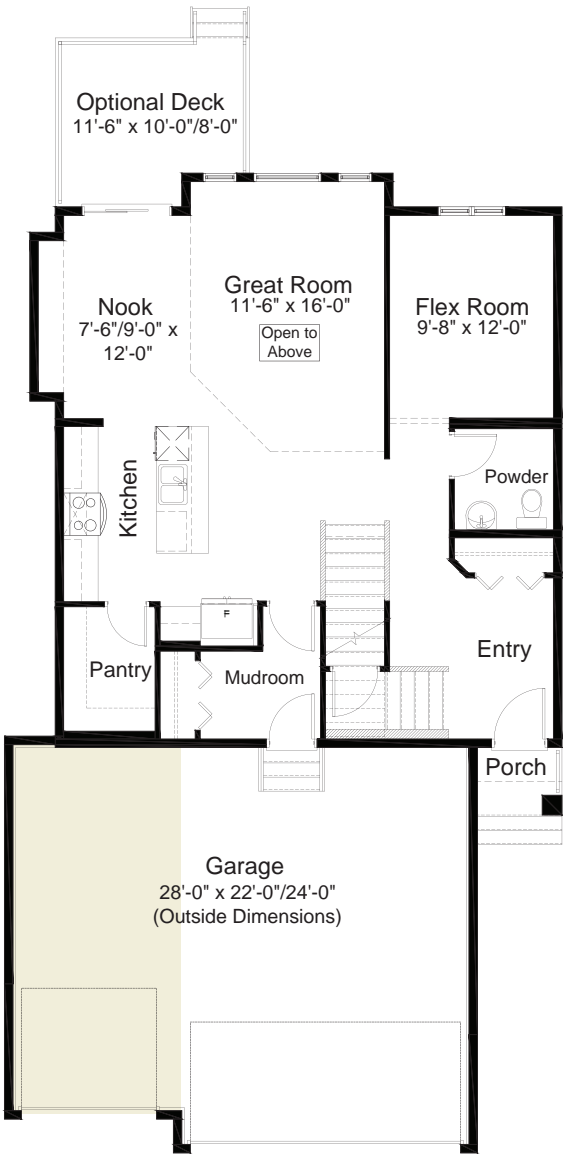 Optional Deck
11'-6" x 10'-0"/8'-0"
Great Room
11'-6" x 16'-0"
Open to
Above
Nook
7'-6"/9'-0" x
12'-0"
Flex Room
9'-8" x 12'-0"
Kitchen
Powder
F
Pantry
Mudroom
Entry
Porch
Garage
28'-0" x 22'-0"/24'-0"
(Outside Dimensions)